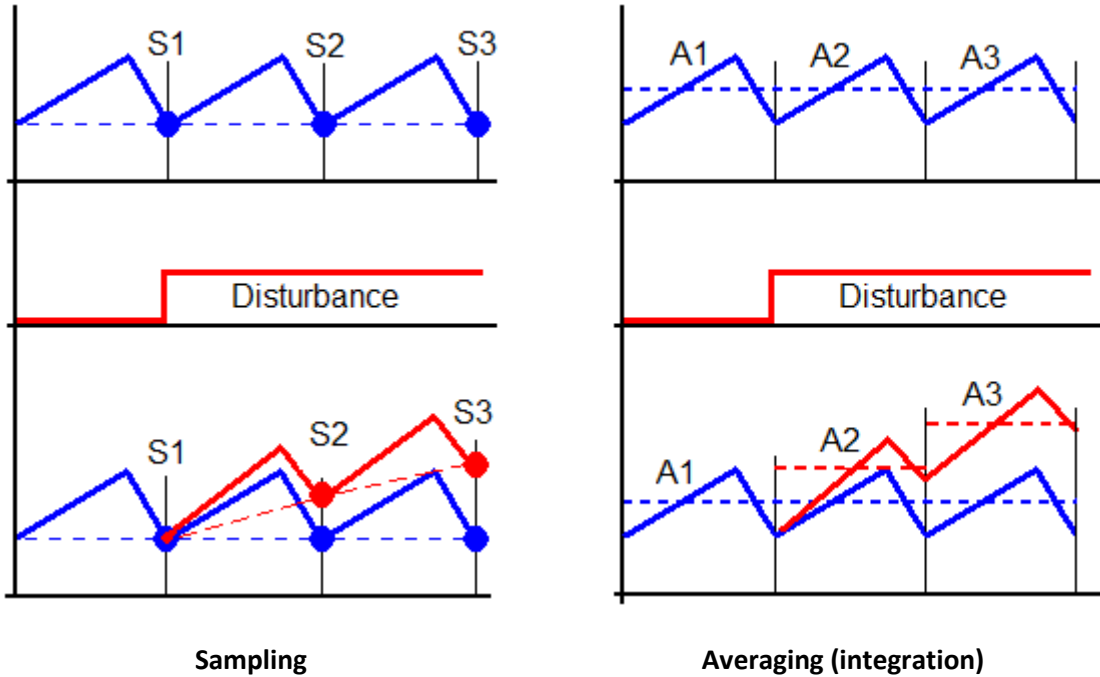 S1 S2 S3
A1 A2 A3
Disturbance
Disturbance
S1 S2 S3
A1 A2 A3
Sampling
Averaging (integration)